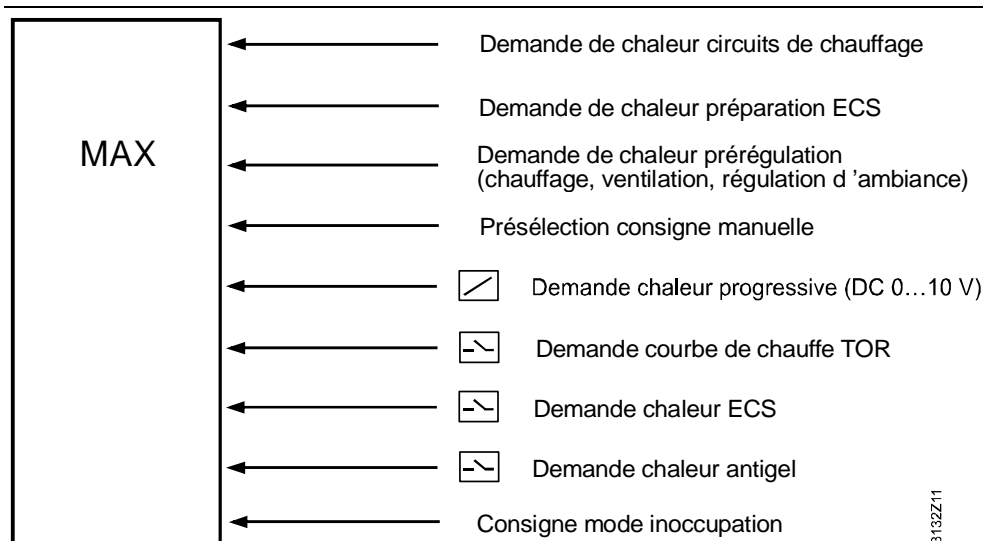 Demande de chaleur circuits de chauffage
Demande de chaleur préparation ECS
MAX
Demande de chaleur prérégulation
(chauffage, ventilation, régulation d 'ambiance)
Présélection consigne manuelle
Demande chaleur progressive (DC 0...10 V)
Demande courbe de chauffe TOR
Demande chaleur ECS
Demande chaleur antigel
Consigne mode inoccupation
3132Z11